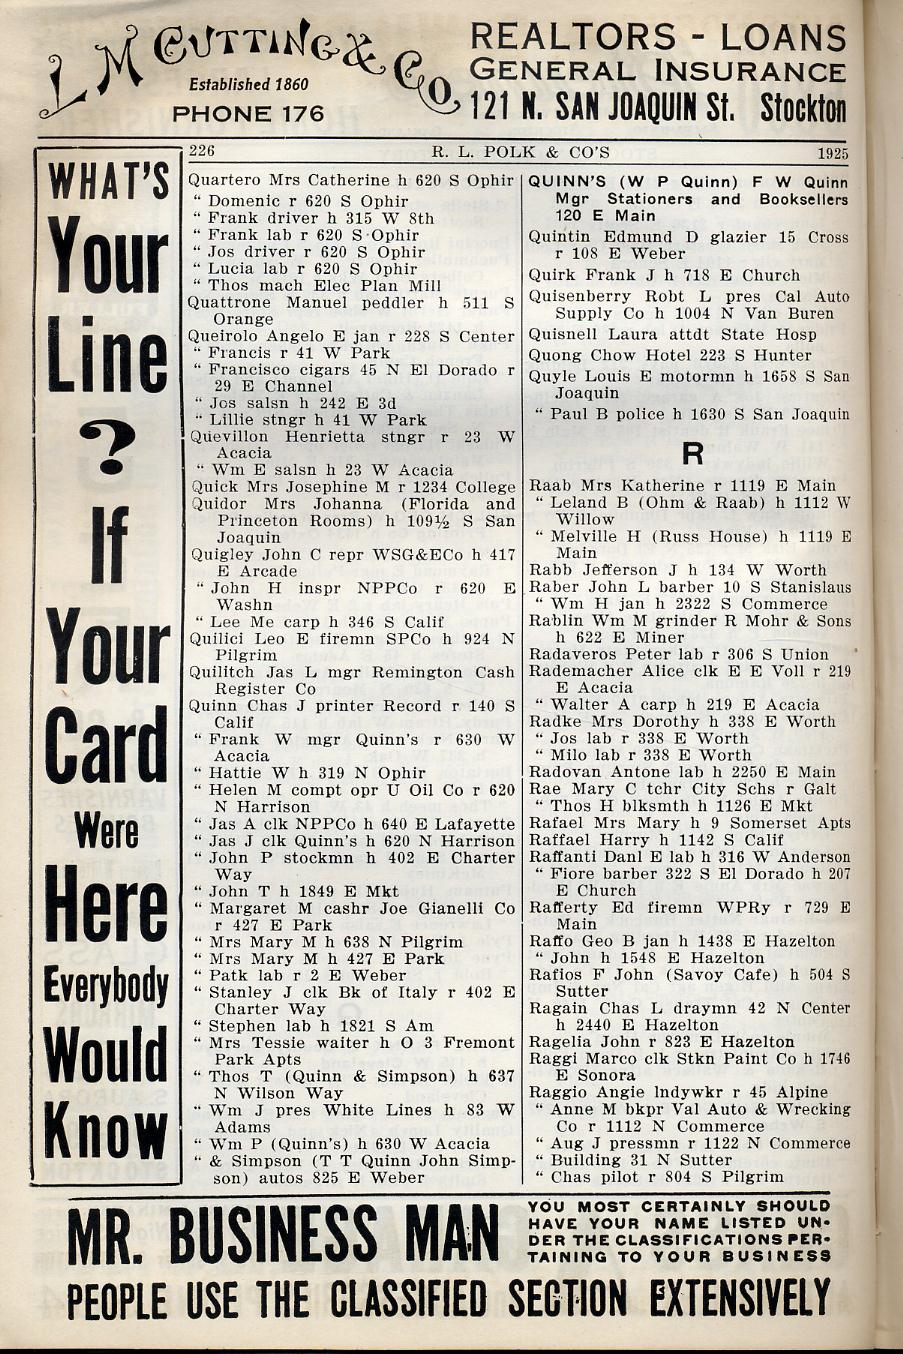 L M CUTTING & Co.
Established 1860
PHONE 176
REALTORS - LOANS
GENERAL INSURANCE
121 N. SAN JOAQUIN St. Stockton
WHAT'S
Your
Line
?
If
Your
Card
Were
Here
Everybody
Would
Know
226 R. L. POLK & CO'S 1925
Quartero Mrs Catherine h 620 S Ophir
“ Domenic r 620 S Ophir
“ Frank driver h 315 W 8th
“ Frank lab r 620 S Ophir
“ Jos driver r 620 S Ophir
“ Lucia lab r 620 S Ophir
“ Thos mach Elec Plan Mill
Quattrone Manuel peddler h 511 S
Orange
Queirolo Angelo E jan r 228 S Center
“ Francis r 41 W Park
“ Francisco cigars 45 N El Dorado r
29 E Channel
“ Jos salsn h 242 E 3d
“ Lillie stngr h 41 W Park
Quevillon Henrietta stngr r 23 W
Acacia
“ Wm E salsn h 23 W Acacia
Quick Mrs Josephine M r 1234 College
Quidor Mrs Johanna (Florida and
Princeton Rooms) h 109½ S San
Joaquin
Quigley John C repr WSG&ECo h 417
E Arcade
“ John H inspr NPPCo r 620 E
Washn
“ Lee Me carp h 346 S Calif
Quilici Leo E firemn SPCo h 924 N
Pilgrim
Quilitch Jas L mgr Remington Cash
Register Co
Quinn Chas J printer Record r 140 S
Calif
“ Frank W mgr Quinn's r 630 W
Acacia
“ Hattie W h 319 N Ophir
“ Helen M compt opr U Oil Co r 620
N Harrison
“ Jas A clk NPPCo h 640 E Lafayette
“ Jas J clk Quinn's h 620 N Harrison
“ John P stockmn h 402 E Charter
Way
“ John T h 1849 E Mkt
“ Margaret M cashr Joe Gianelli Co
r 427 E Park
“ Mrs Mary M h 638 N Pilgrim
“ Mrs Mary M h 427 E Park
“ Patk lab r 2 E Weber
“ Stanley J clk Bk of Italy r 402 E
Charter Way
“ Stephen lab h 1821 S Am
“ Mrs Tessie waiter h O 3 Fremont
Park Apts
“ Thos T (Quinn & Simpson) h 637
N Wilson Way
“ Wm J pres White Lines h 83 W
Adams
“ Wm P (Quinn's) h 630 W Acacia
“ & Simpson (T T Quinn John Simp-
son) autos 825 E Weber
QUINN'S (W P Quinn) F W Quinn
Mgr Stationers and Booksellers
120 E Main
Quintin Edmund D glazier 15 Cross
r 108 E Weber
Quirk Frank J h 718 E Church
Quisenberry Robt L pres Cal Auto
Supply Co h 1004 N Van Buren
Quisnell Laura attdt State Hosp
Quong Chow Hotel 223 S Hunter
Quyle Louis E motormn h 1658 S San
Joaquin
“ Paul B police h 1630 S San Joaquin
R
Raab Mrs Katherine r 1119 E Main
“ Leland B (Ohm & Raab) h 1112 W
Willow
“ Melville H (Russ House) h 1119 E
Main
Rabb Jefferson J h 134 W Worth
Raber John L barber 10 S Stanislaus
“ Wm H jan h 2322 S Commerce
Rablin Wm M grinder R Mohr & Sons
h 622 E Miner
Radaveros Peter lab r 306 S Union
Rademacher Alice clk E E Voll r 219
E Acacia
“ Walter A carp h 219 E Acacia
Radke Mrs Dorothy h 338 E Worth
“ Jos lab r 338 E Worth
“ Milo lab r 338 E Worth
Radovan Antone lab h 2250 E Main
Rae Mary C tchr City Schs r Galt
“ Thos H blksmth h 1126 E Mkt
Rafael Mrs Mary h 9 Somerset Apts
Raffael Harry h 1142 S Calif
Raffanti Danl E lab h 316 W Anderson
“ Fiore barber 322 S El Dorado h 207
E Church
Rafferty Ed firemn WPRy r 729 E
Main
Raffo Geo B jan h 1438 E Hazelton
“ John h 1548 E Hazelton
Raflos F John (Savoy Cafe) h 504 S
Sutter
Ragain Chas L draymn 42 N Center
h 2440 E Hazelton
Ragelia John r 823 E Hazelton
Raggi Marco clk Stkn Paint Co h 1746
E Sonora
Raggio Angie lndywkr r 45 Alpine
“ Anne M bkpr Val Auto & Wrecking
Co r 1112 N Commerce
“ Aug J pressmn r 1122 N Commerce
“ Building 31 N Sutter
“ Chas pilot r 804 S Pilgrim
MR. BUSINESS MAN
YOU MOST CERTAINLY SHOULD
HAVE YOUR NAME LISTED UN-
DER THE CLASSIFICATIONS PER-
TAINING TO YOUR BUSINESS
PEOPLE USE THE CLASSIFIED SECTION EXTENSIVELY